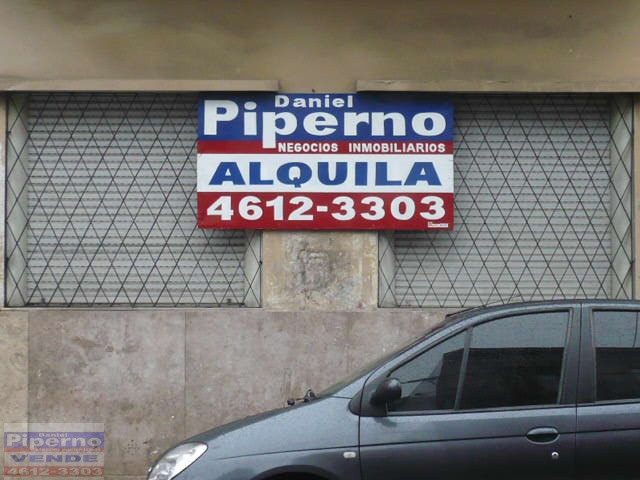 Daniel
Piperno
NEGOCIOS INMOBILIARIOS
ALQUILA
4612-3303
Daniel
Piperno
VENDE
4612-3303